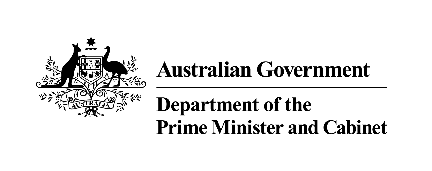 Australian Government
Department of the
Prime Minister and Cabinet